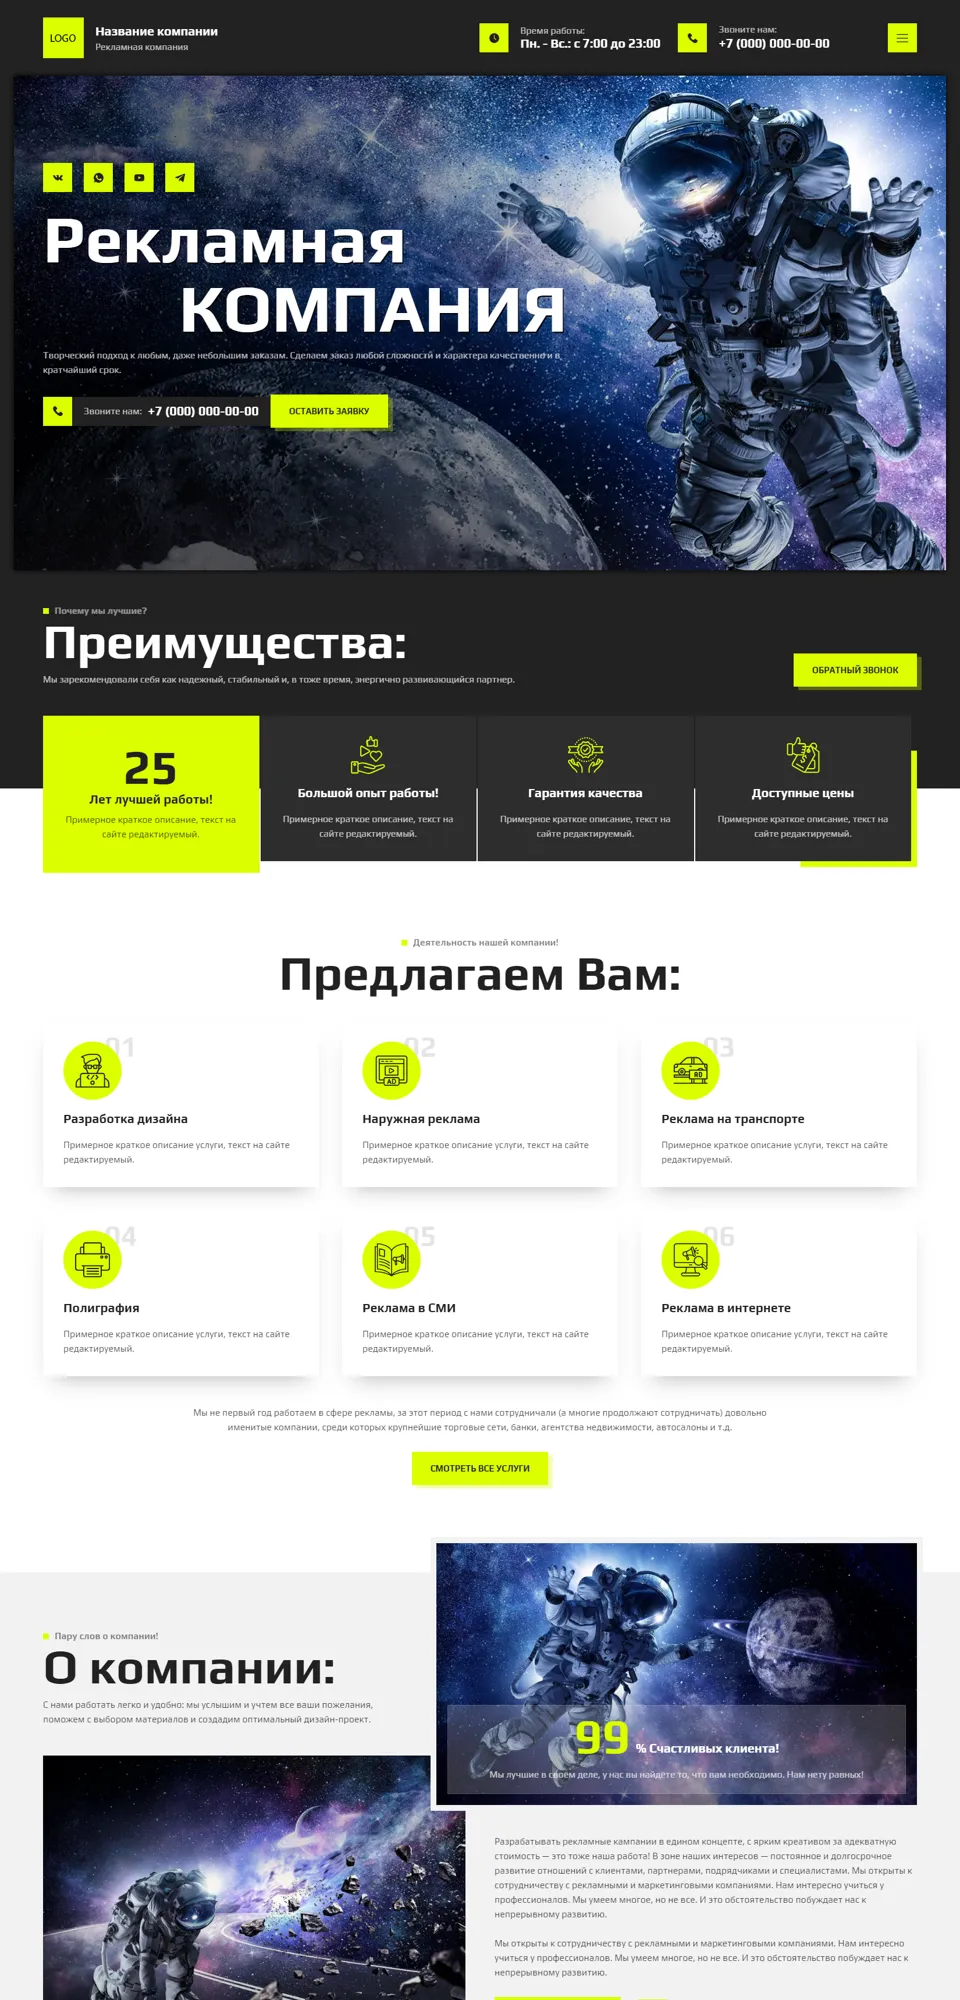 LOGO
Название компании
Рекламная компания
Время работы:
Пн. - Вс.: с 7:00 до 23:00
Звоните нам:
+7 (000) 000-00-00
Рекламная
КОМПАНИЯ
Творческий подход к любым, даже небольшим заказам. Сделаем заказ любой сложности и характера качественно и в
кратчайший срок.
Звоните нам: +7 (000) 000-00-00
ОСТАВИТЬ ЗАЯВКУ
Почему мы лучшие?
Преимущества:
Мы зарекомендовали себя как надежный, стабильный и, в тоже время, энергично развивающийся партнер.
ОБРАТНЫЙ ЗВОНОК
25
Лет лучшей работы!
Примерное краткое описание, текст на
сайте редактируемый.
Большой опыт работы!
Примерное краткое описание, текст на
сайте редактируемый.
Гарантия качества
Примерное краткое описание, текст на
сайте редактируемый.
Доступные цены
Примерное краткое описание, текст на
сайте редактируемый.
Деятельность нашей компании!
Предлагаем Вам:
01
Разработка дизайна
Примерное краткое описание услуги, текст на сайте
редактируемый.
02
AD
Наружная реклама
Примерное краткое описание услуги, текст на сайте
редактируемый.
03
AD
Реклама на транспорте
Примерное краткое описание услуги, текст на сайте
редактируемый.
04
Полиграфия
Примерное краткое описание услуги, текст на сайте
редактируемый.
05
Реклама в СМИ
Примерное краткое описание услуги, текст на сайте
редактируемый.
06
Реклама в интернете
Примерное краткое описание услуги, текст на сайте
редактируемый.
Мы не первый год работаем в сфере рекламы, за этот период с нами сотрудничали (а многие продолжают сотрудничать) довольно
именитые компании, среди которых крупнейшие торговые сети, банки, агентства недвижимости, автосалоны и т.д.
СМОТРЕТЬ ВСЕ УСЛУГИ
Пару слов о компании!
О компании:
С нами работать легко и удобно: мы услышим и учтем все ваши пожелания,
поможем с выбором материалов и создадим оптимальный дизайн-проект.
99 % Счастливых клиента!
Мы лучшие в своем деле, у нас вы найдете то, что вам необходимо. Нам нету равных!
Разрабатывать рекламные кампании в едином концепте, с ярким креативом за адекватную
стоимость — это тоже наша работа! В зоне наших интересов — постоянное и долгосрочное
развитие отношений с клиентами, партнерами, подрядчиками и специалистами. Мы открыты к
сотрудничеству с рекламными и маркетинговыми компаниями. Нам интересно учиться у
профессионалов. Мы умеем многое, но не все. И это обстоятельство побуждает нас к
непрерывному развитию.
Мы открыты к сотрудничеству с рекламными и маркетинговыми компаниями. Нам интересно
учиться у профессионалов. Мы умеем многое, но не все. И это обстоятельство побуждает нас к
непрерывному развитию.